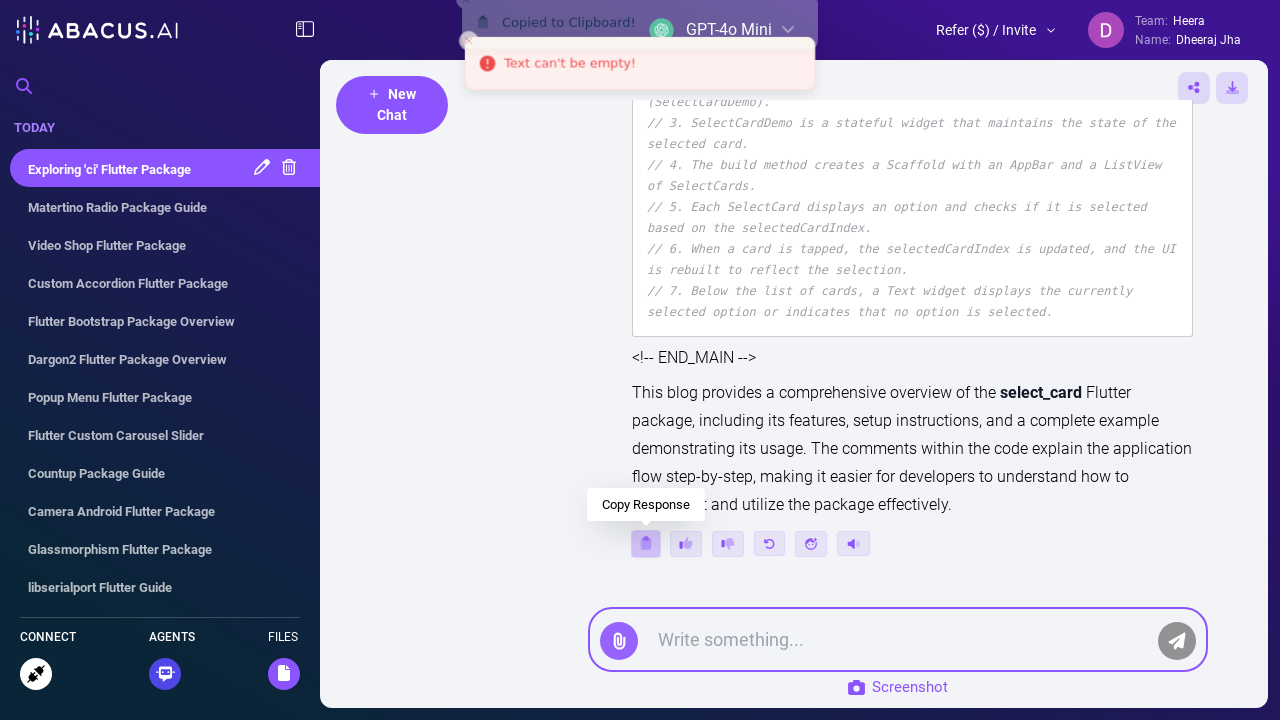 ABACUS.AI
Copied to Clipboard!
GPT-4o Mini
Refer ($) / Invite
D
Team: Heera
Name: Dheeraj Jha
Text can't be empty!
TODAY
Exploring 'ci' Flutter Package
Matertino Radio Package Guide
Video Shop Flutter Package
Custom Accordion Flutter Package
Flutter Bootstrap Package Overview
Dargon2 Flutter Package Overview
Popup Menu Flutter Package
Flutter Custom Carousel Slider
Countup Package Guide
Camera Android Flutter Package
Glassmorphism Flutter Package
libserialport Flutter Guide
CONNECT
AGENTS
FILES
New
Chat
(SelectCardDemo).
// 3. SelectCardDemo is a stateful widget that maintains the state of the
selected card.
// 4. The build method creates a Scaffold with an AppBar and a ListView
of SelectCards.
// 5. Each SelectCard displays an option and checks if it is selected
based on the selectedCardIndex.
// 6. When a card is tapped, the selectedCardIndex is updated, and the UI
is rebuilt to reflect the selection.
// 7. Below the list of cards, a Text widget displays the currently
selected option or indicates that no option is selected.
<!-- END_MAIN -->
This blog provides a comprehensive overview of the select_card Flutter
package, including its features, setup instructions, and a complete example
demonstrating its usage. The comments within the code explain the application
flow step-by-step, making it easier for developers to understand how to
and utilize the package effectively.
Copy Response
Write something...
Screenshot